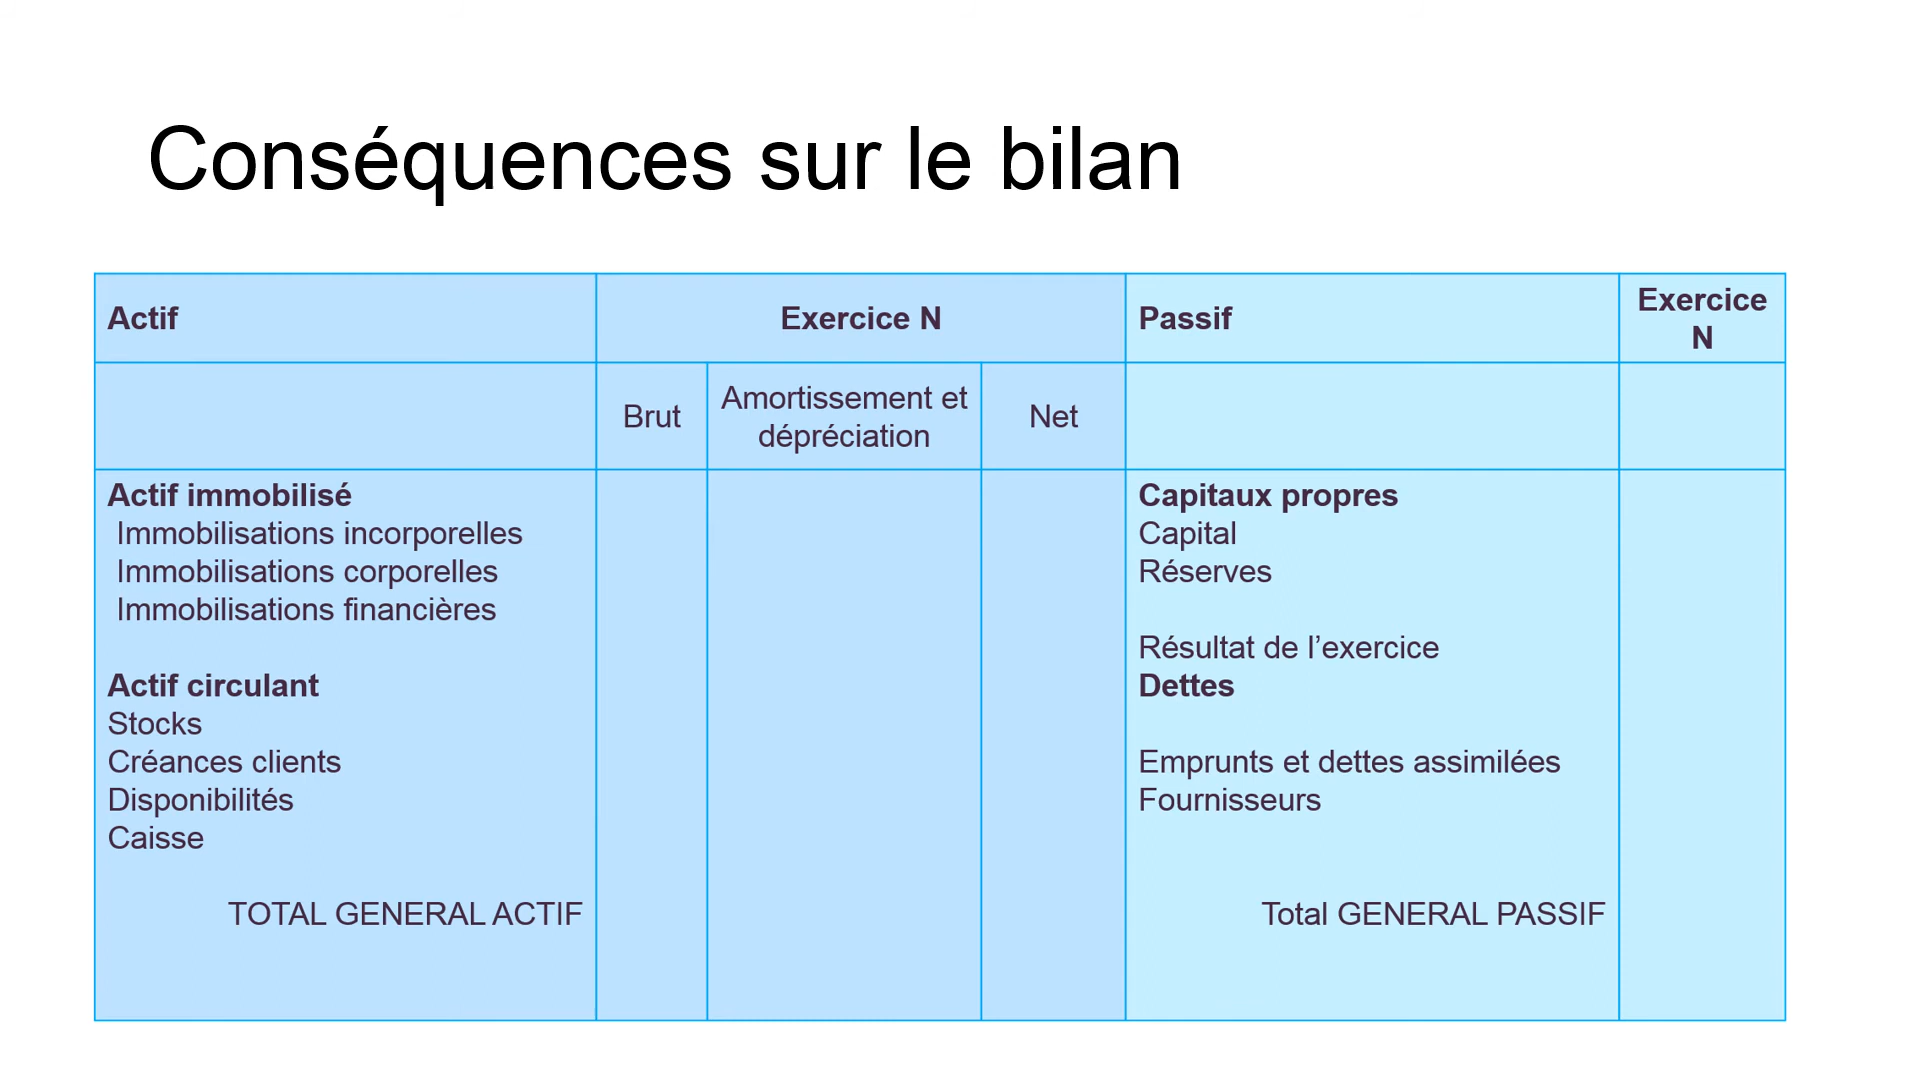 Conséquences sur le bilan
Actif
Exercice N
Passif
Exercice
N
Brut
Amortissement et
dépréciation
Net
Actif immobilisé
Immobilisations incorporelles
Immobilisations corporelles
Immobilisations financières
Actif circulant
Stocks
Créances clients
Disponibilités
Caisse
TOTAL GENERAL ACTIF
Capitaux propres
Capital
Réserves
Résultat de l’exercice
Dettes
Emprunts et dettes assimilées
Fournisseurs
Total GENERAL PASSIF